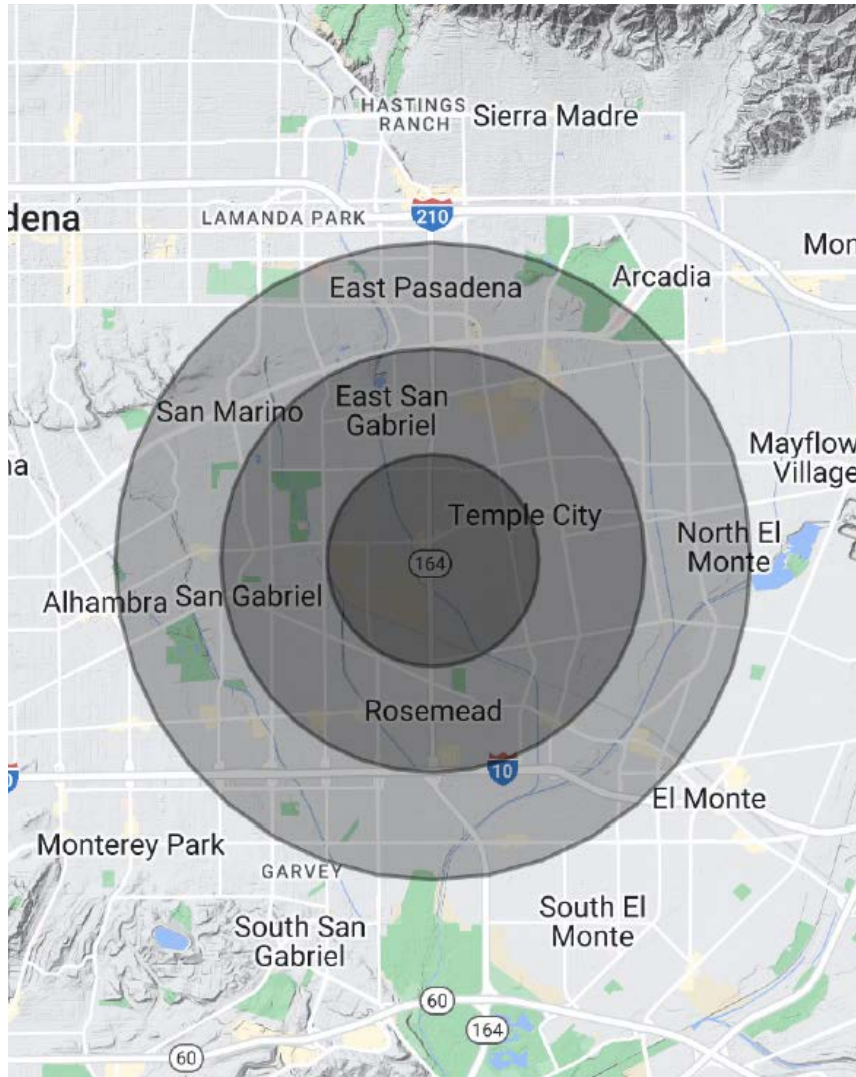 HASTINGS
RANCH
Sierra Madre
dena
LAMANDA PARK
210
Mon
East Pasadena
Arcadia
East San
Gabriel
San Marino
Mayflow
Village
na
Temple City
North El
Monte
164
Alhambra
San Gabriel
Rosemead
10
0
El Monte
Monterey Park
GARVEY
South San
Gabriel
South El
Monte
60
164
60